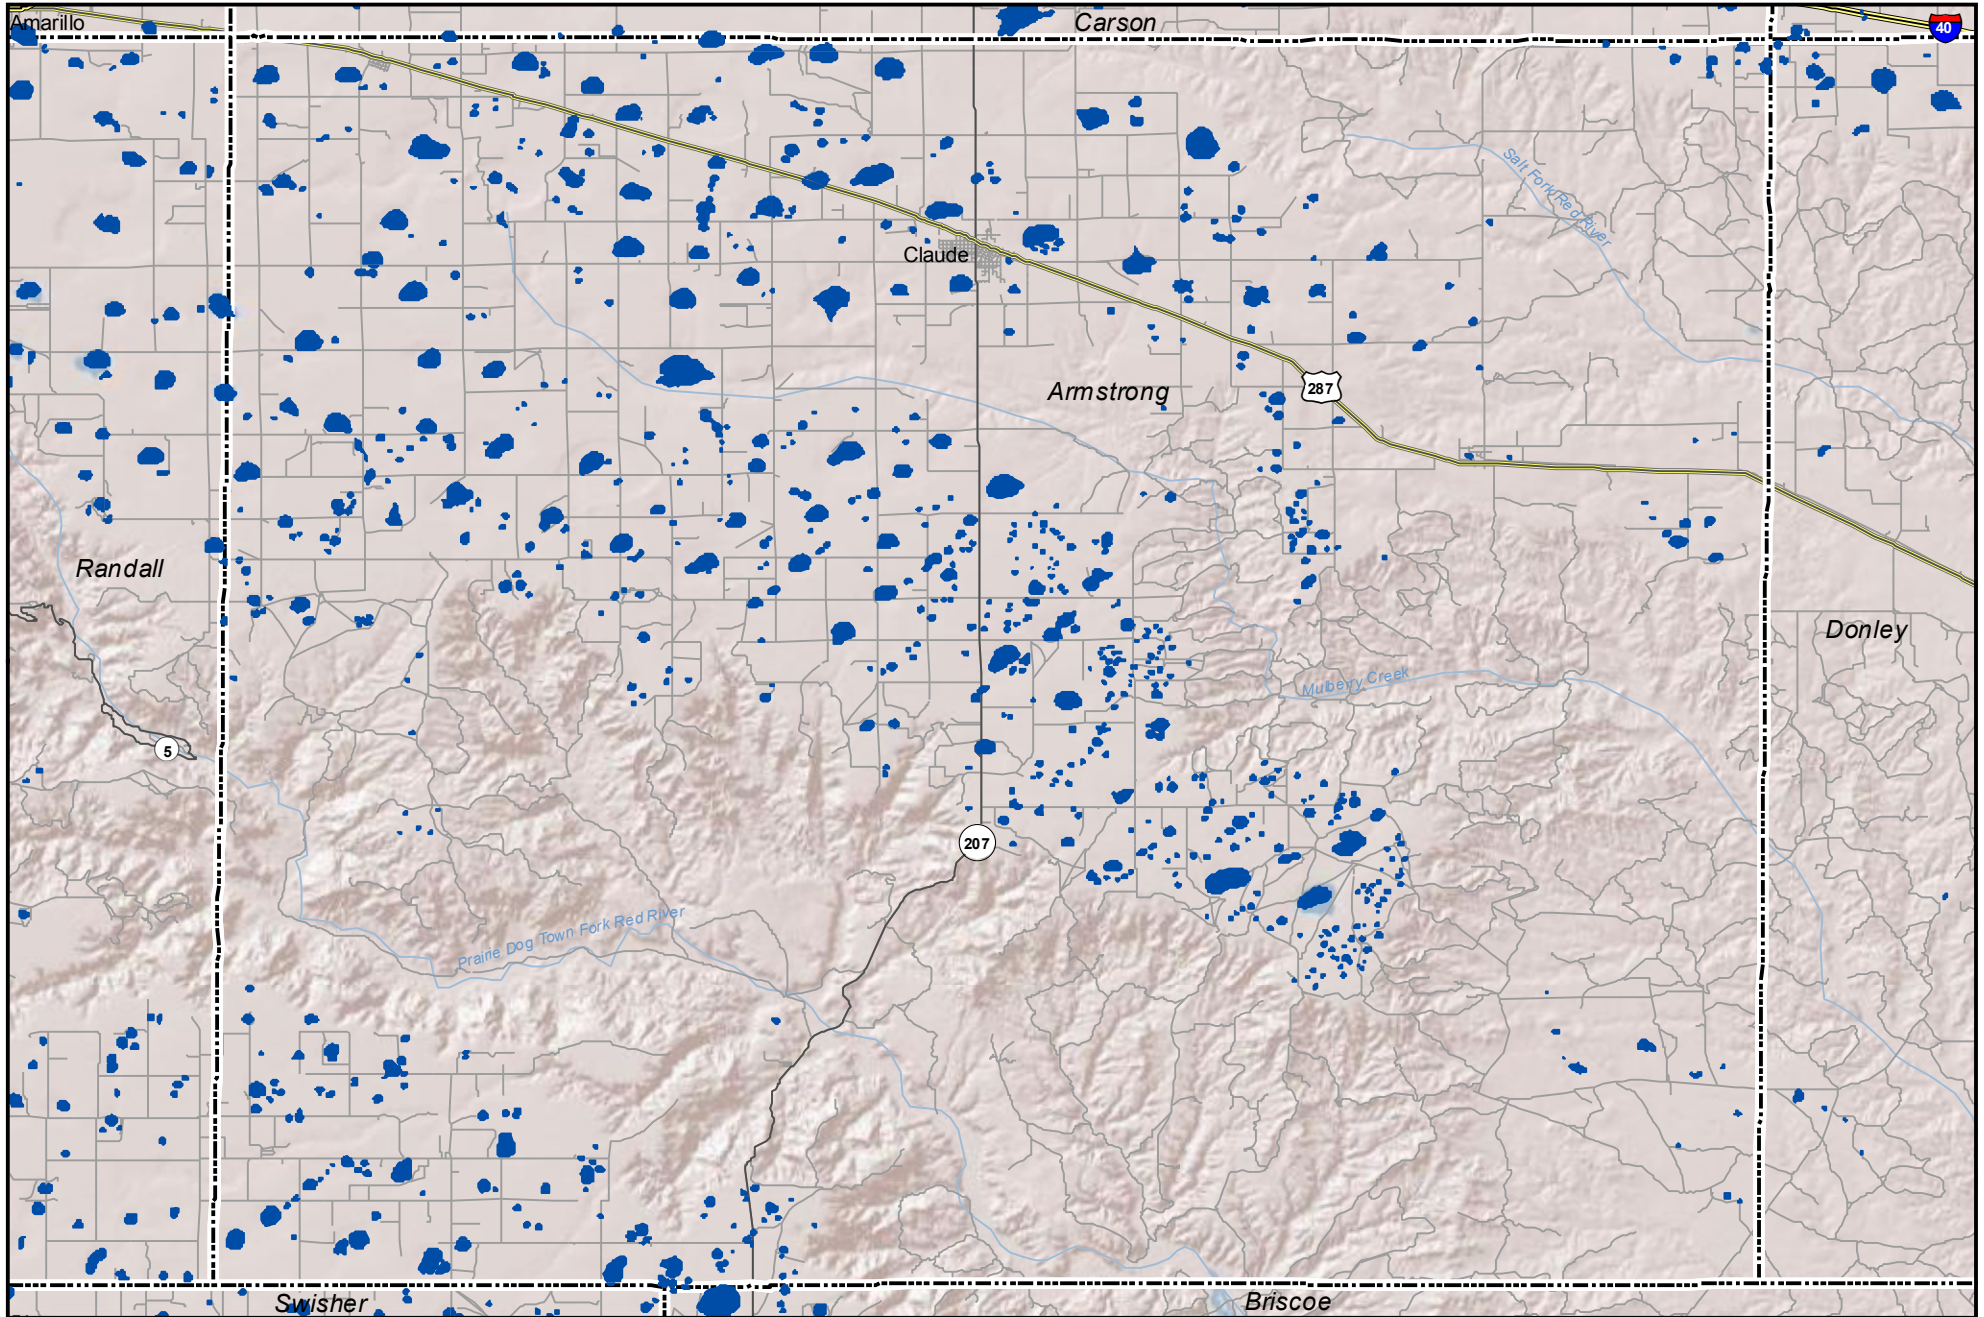 Amarillo
Carson
40
Salt Fork Red River
Claude
Armstrong
287
Randall
Donley
Mulberry Creek
5
207
Prairie Dog Town Fork Red River
Swisher
Briscoe